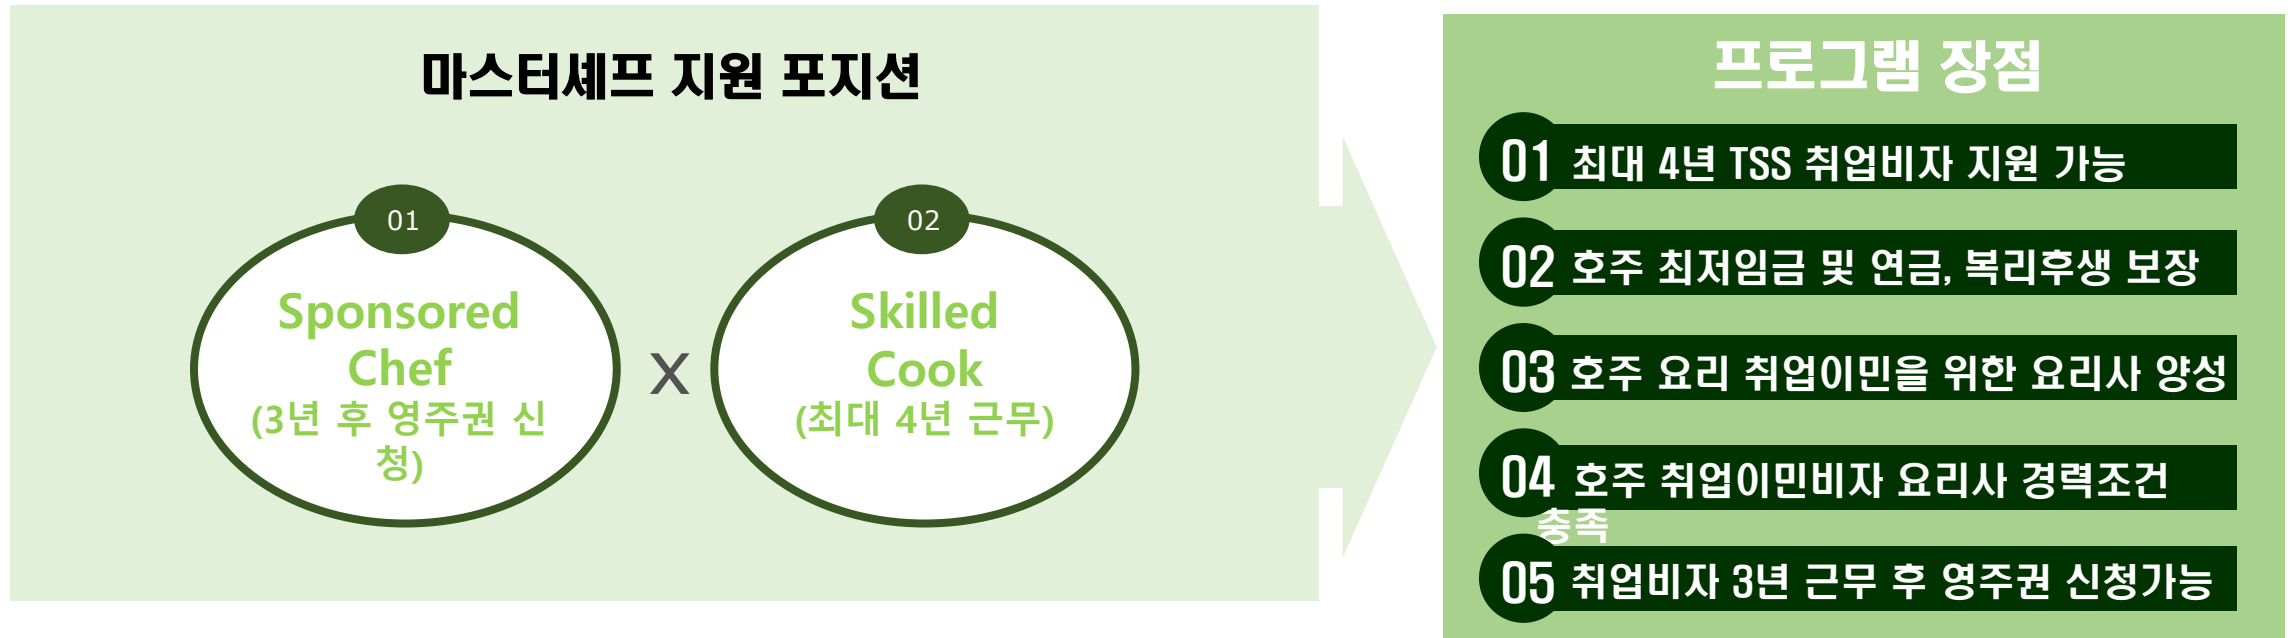 마스터셰프 지원 포지션
01
Sponsored
Chef
(3년 후 영주권 신
청)
X
02
Skilled
Cook
(최대 4년 근무)
프로그램 장점
01 최대 4년 TSS 취업비자 지원 가능
02 호주 최저임금 및 연금, 복리후생 보장
03 호주 요리 취업이민을 위한 요리사 양성
04 호주 취업이민비자 요리사 경력조건
충족
05 취업비자 3년 근무 후 영주권 신청가능